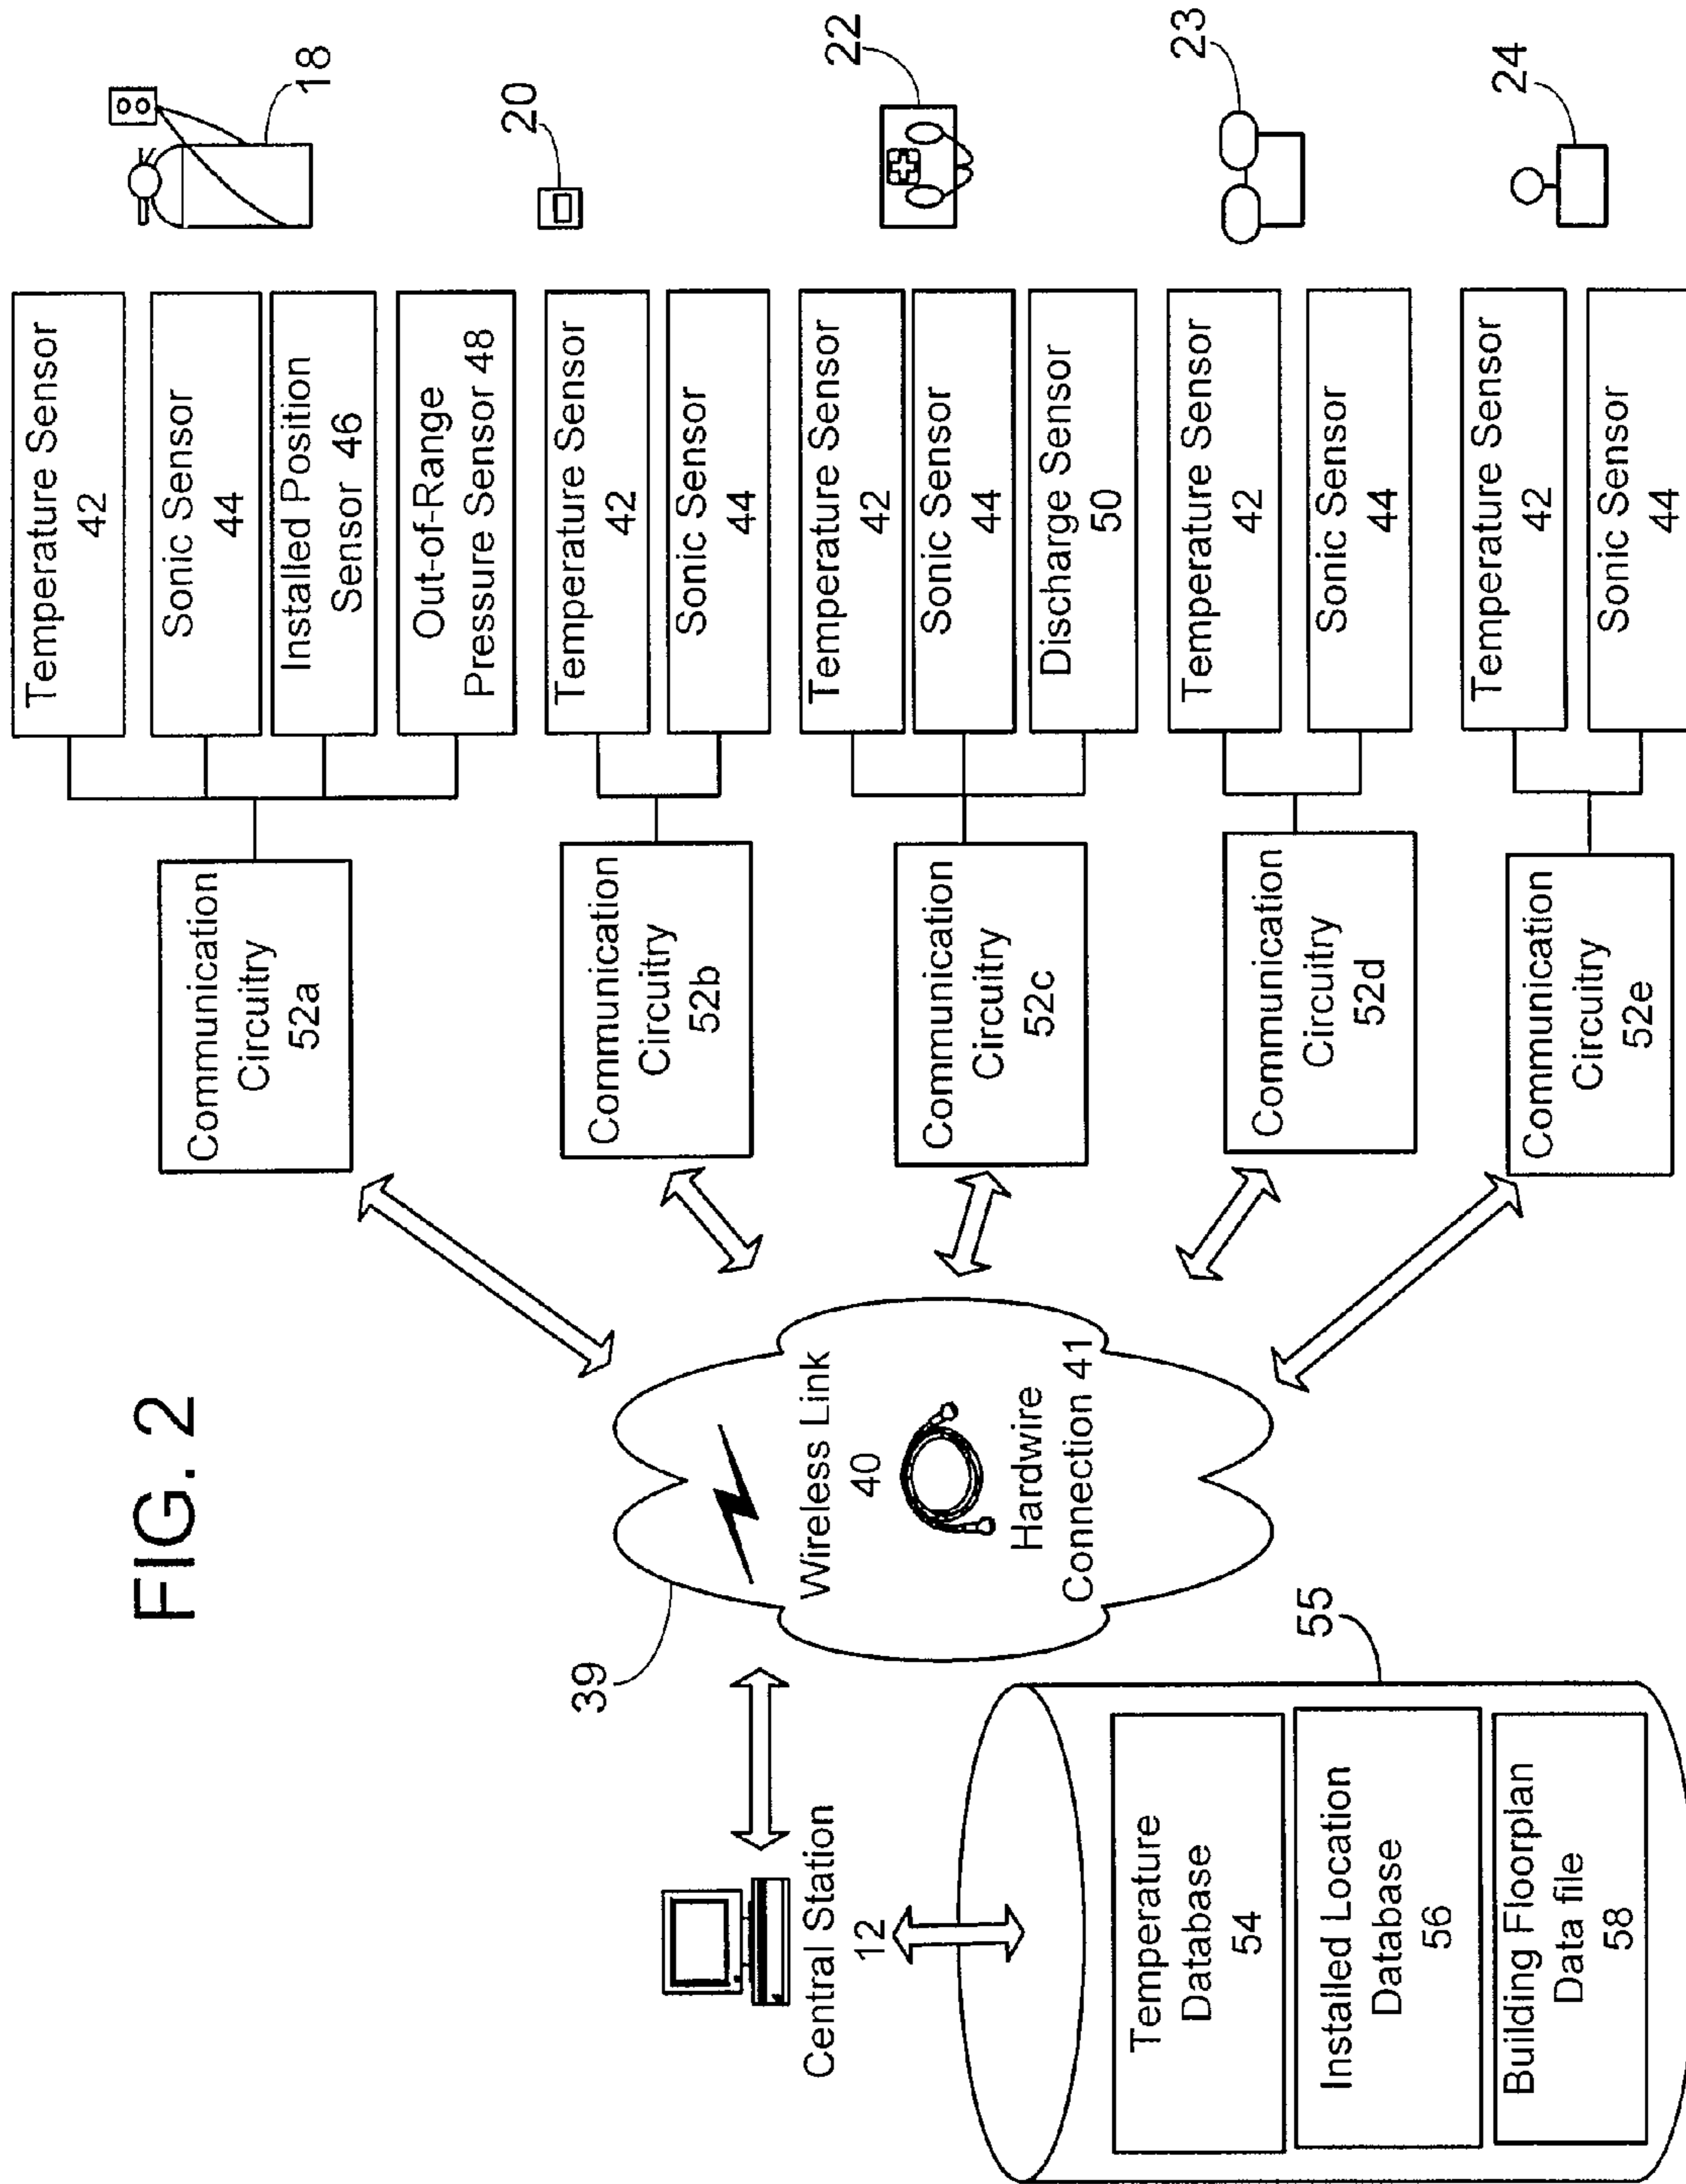 FIG. 2
Central Station
12
55
Temperature
Database
54
Installed Location
Database
56
Building Floorplan
Data file
58
39
Wireless Link
40
Hardwire
Connection 41
Communication
Circuitry
52a
Communication
Circuitry
52b
Communication
Circuitry
52c
Communication
Circuitry
52d
Communication
Circuitry
52e
Temperature Sensor
42
Sonic Sensor
44
Installed Position
Sensor 46
Out-of-Range
Pressure Sensor 48
Temperature Sensor
42
Sonic Sensor
44
Temperature Sensor
42
Sonic Sensor
44
Discharge Sensor
50
Temperature Sensor
42
Sonic Sensor
44
Temperature Sensor
42
Sonic Sensor
44
18
20
22
23
24